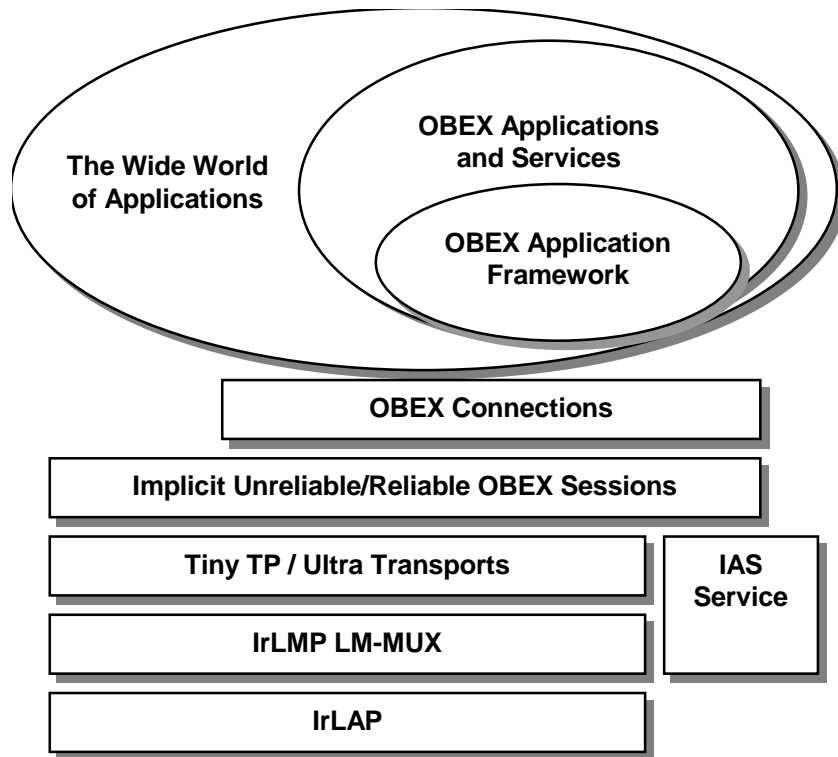 OBEX Applications
and Services
The Wide World
of Applications
OBEX Application
Framework
OBEX Connections
Implicit Unreliable/Reliable OBEX Sessions
Tiny TP / Ultra Transports
IAS
Service
IrLMP LM-MUX
IrLAP